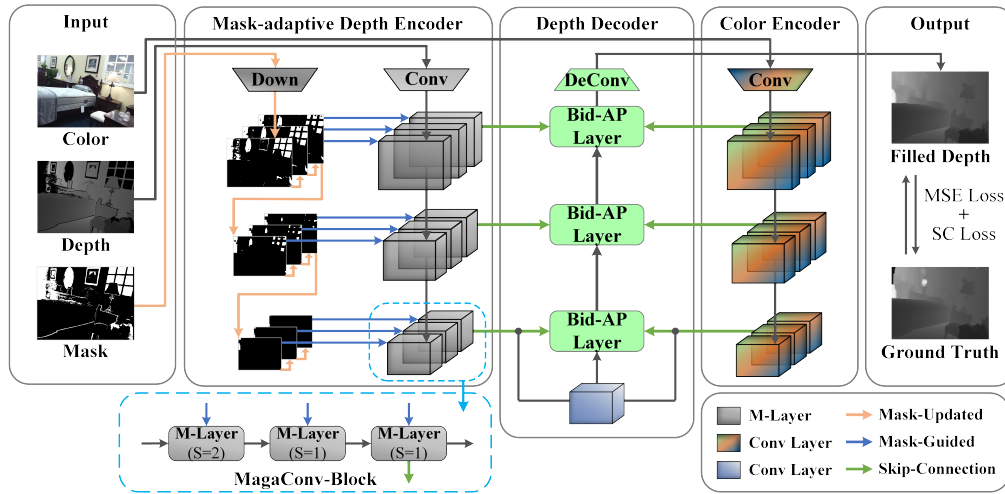 Input
Mask-adaptive Depth Encoder
Depth Decoder
Color Encoder
Output
Color
Depth
Mask
Down
Conv
DeConv
Conv
Bid-AP
Layer
Bid-AP
Layer
Bid-AP
Layer
Filled Depth
MSE Loss
+
SC Loss
Ground Truth
M-Layer
(S=2)
M-Layer
(S=1)
M-Layer
(S=1)
MagaConv-Block
M-Layer
Mask-Updated
Conv Layer
Mask-Guided
Conv Layer
Skip-Connection